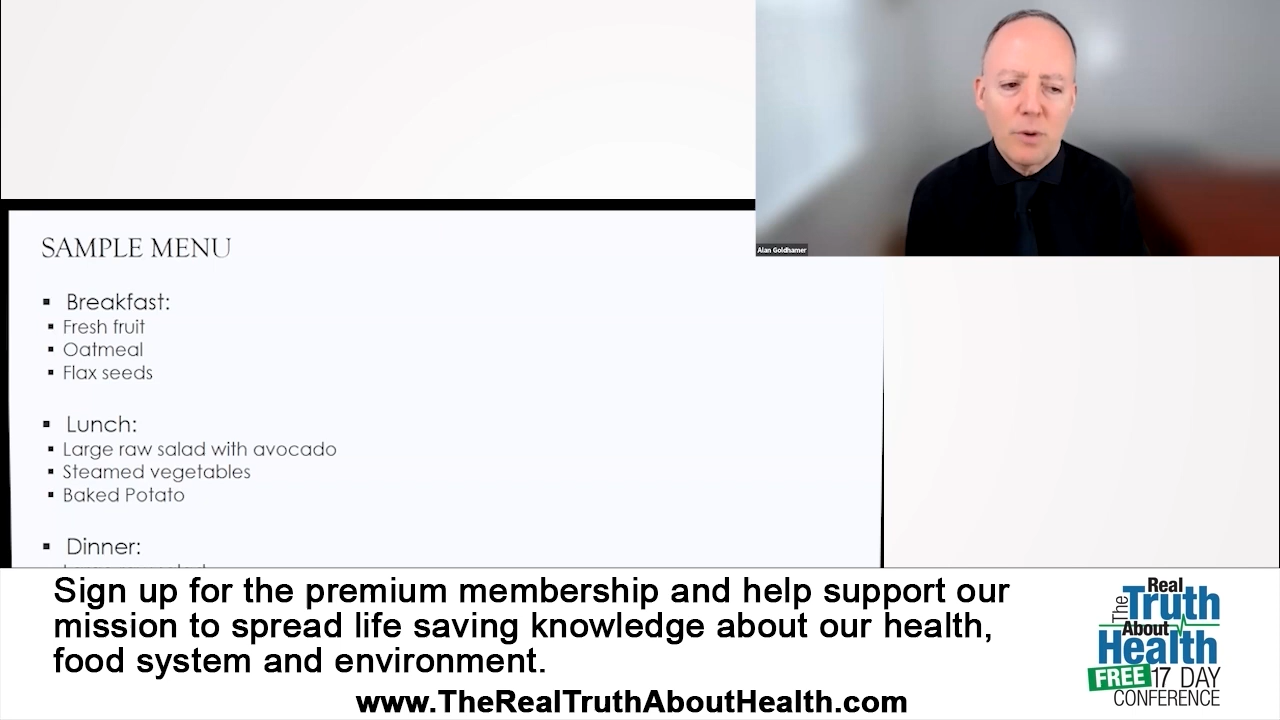 Alan Goldhamer
SAMPLE MENU
▪ Breakfast:
▪ Fresh fruit
▪ Oatmeal
▪ Flax seeds
▪ Lunch:
▪ Large raw salad with avocado
▪ Steamed vegetables
▪ Baked Potato
▪ Dinner:
Sign up for the premium membership and help support our
mission to spread life saving knowledge about our health,
food system and environment.
www.TheRealTruthAboutHealth.com
The Real
Truth
About
Health
FREE 17 DAY
CONFERENCE